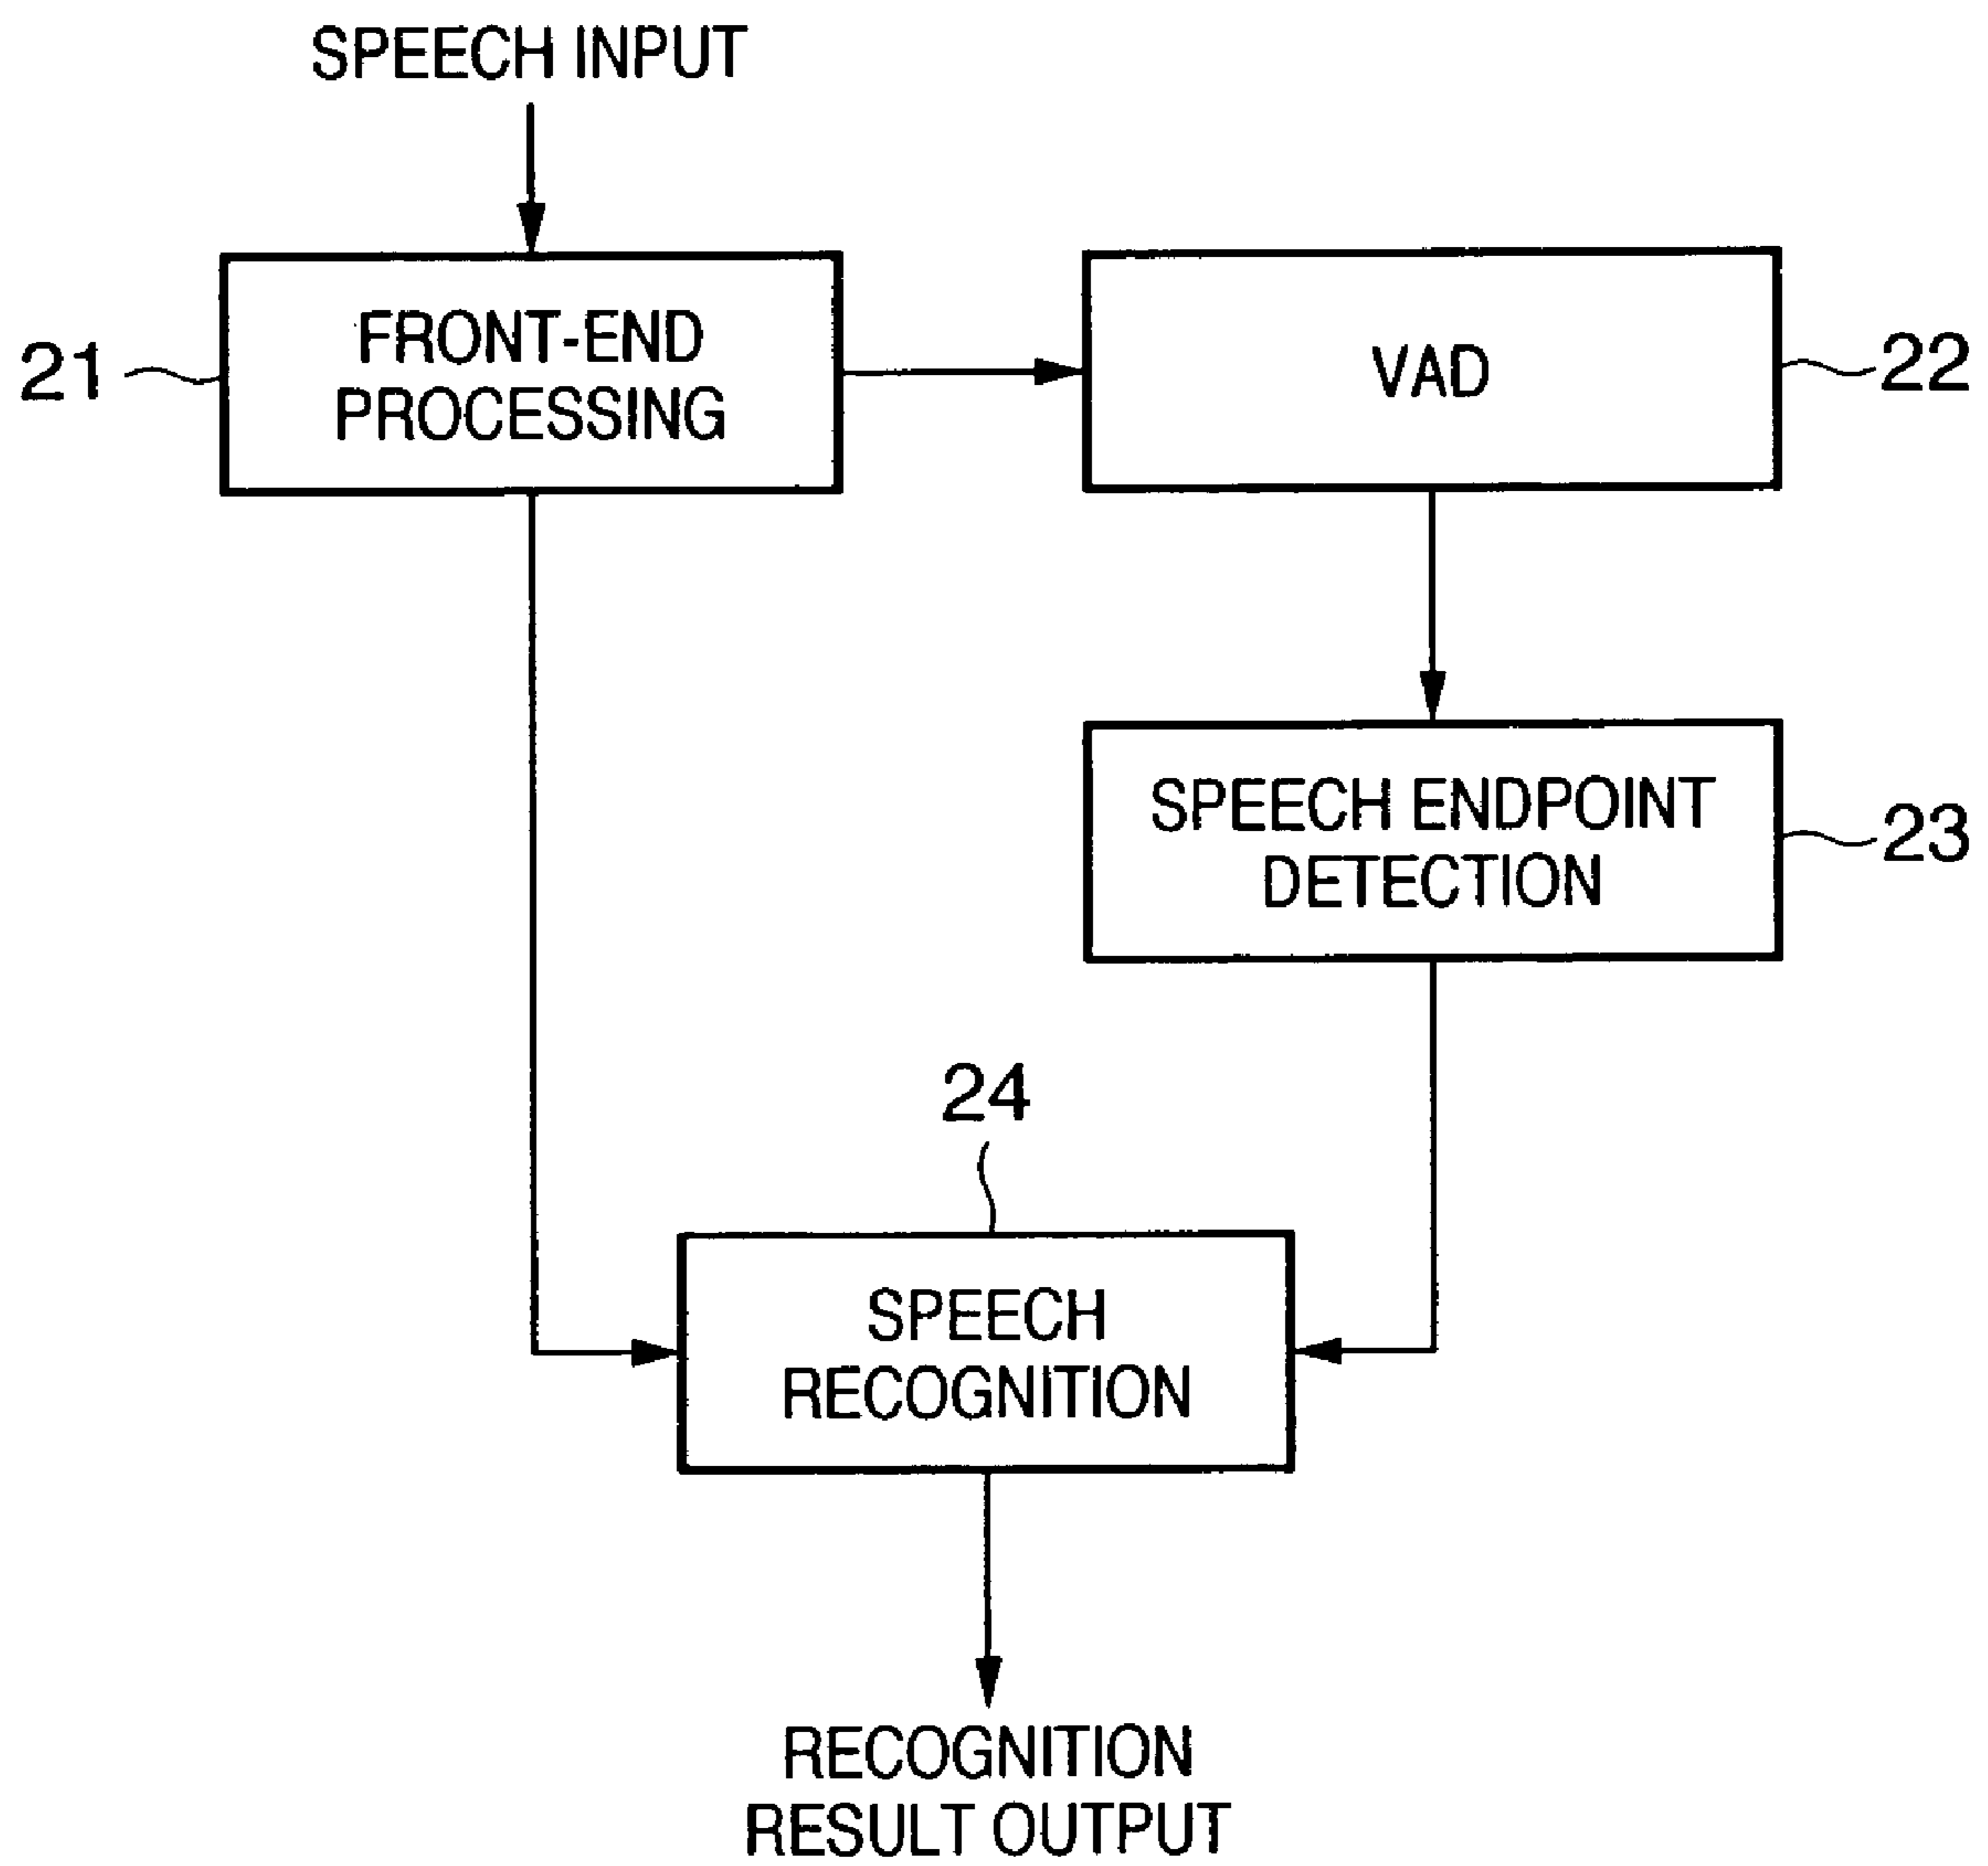 SPEECH INPUT
FRONT-END
PROCESSING
21
VAD
22
SPEECH ENDPOINT
DETECTION
23
24
SPEECH
RECOGNITION
RECOGNITION
RESULT OUTPUT